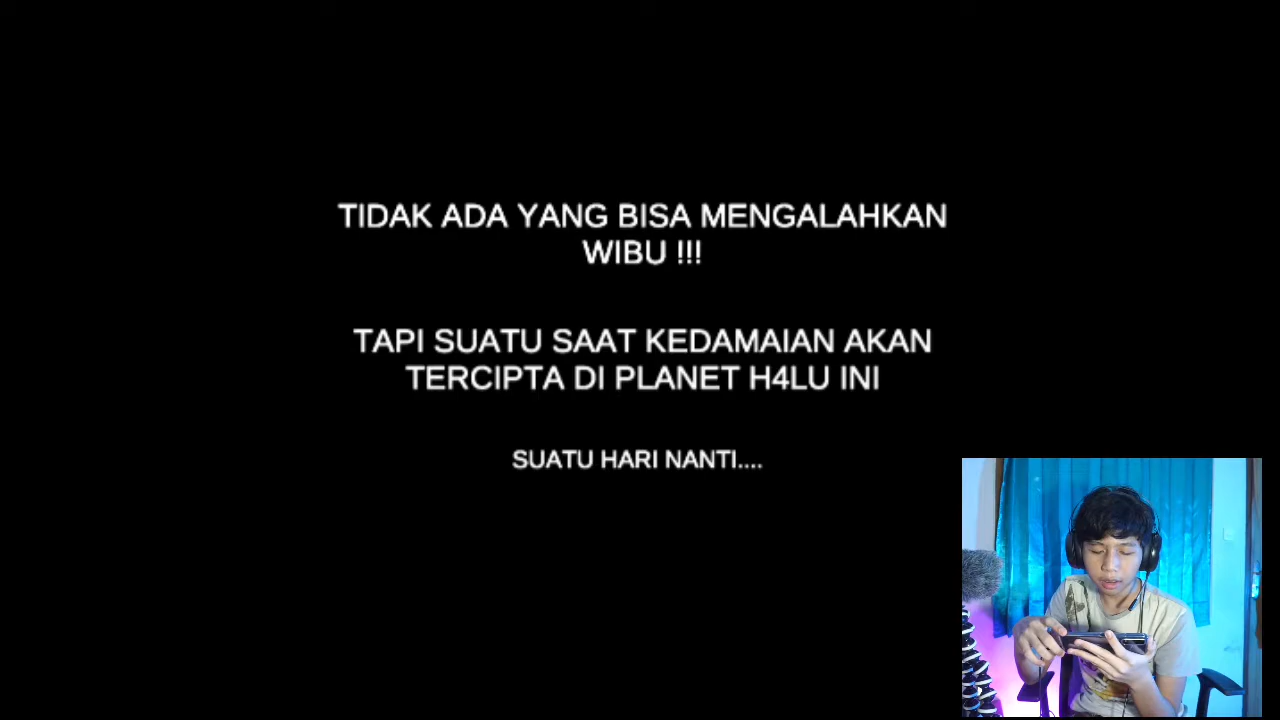 TIDAK ADA YANG BISA MENGALAHKAN
WIBU !!!
TAPI SUATU SAAT KEDAMAIAN AKAN
TERCIPTA DI PLANET H4LU INI
SUATU HARI NANTI....